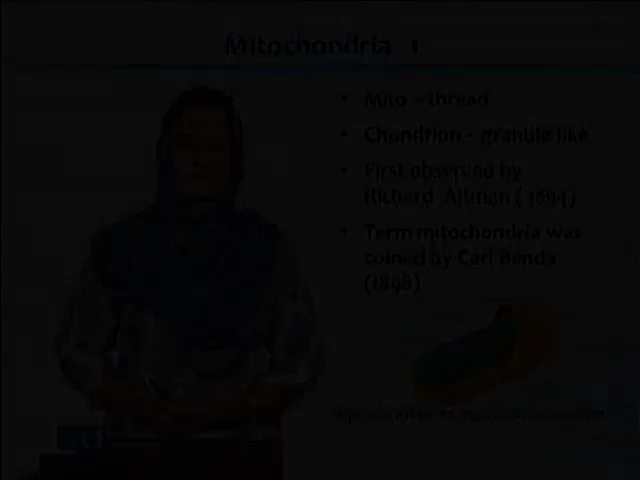 Mitochondria 1
• Mito – thread
• Chondrion – granule like
• First observed by
Richard Altman ( 1894)
• Term mitochondria was
coined by Carl Benda
(1898)